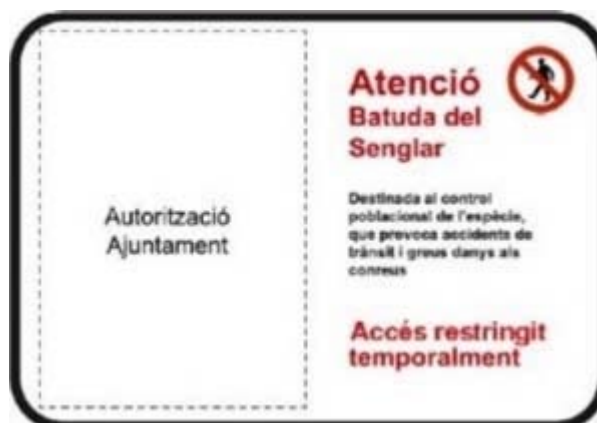 Autorització
Ajuntament
Atenció
Batuda del
Senglar
Destinada al control
poblacional de l'espècie,
que provoca accidents de
trànsit i greus danys als
conreus
Accés restringit
temporalment